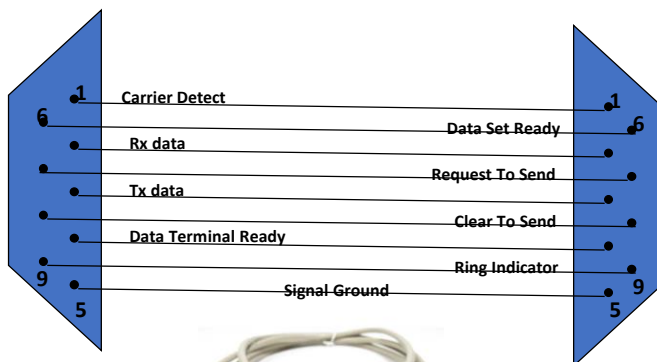 1
Carrier Detect
1
6
6
Data Set Ready
Rx data
Request To Send
Tx data
Clear To Send
Data Terminal Ready
Ring Indicator
9
9
Signal Ground
5
5